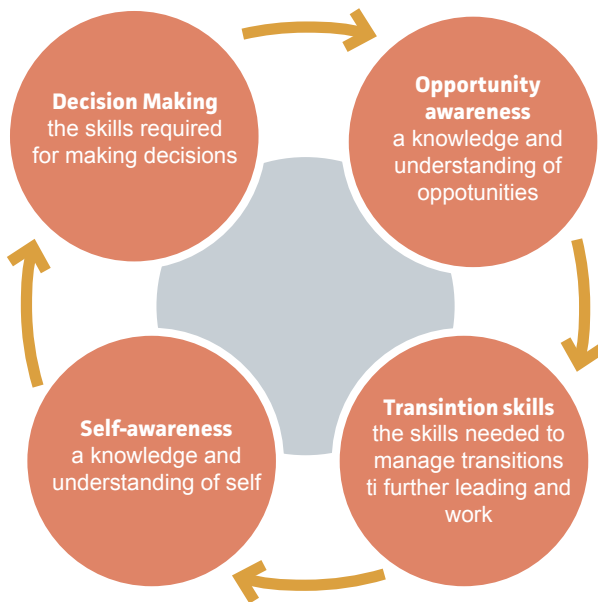 Decision Making
the skills required
for making decisions
Opportunity
awareness
a knowledge and
understanding of
oppotunities
Transintion skills
the skills needed to
manage transitions
ti further leading and
work
Self-awareness
a knowledge and
understanding of self